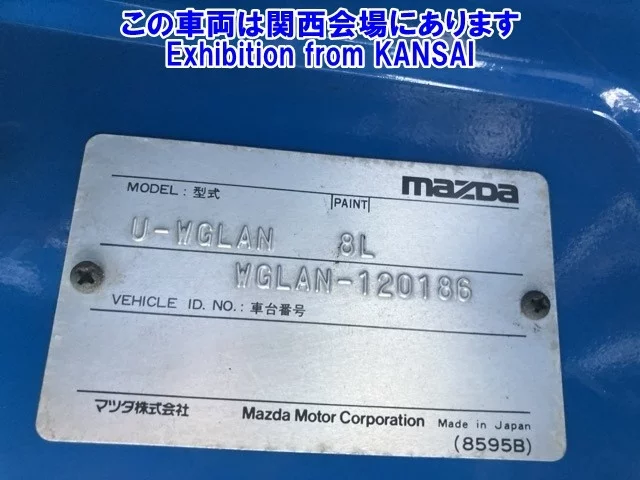 この車両は関西会場にあります
Exhibition from KANSAI
mazda
MODEL : 型式 PAINT
U-WGLAN 8L
WGLAN-120186
VEHICLE ID. NO. : 車台番号
マツダ株式会社 Mazda Motor Corporation Made in Japan
(8595B)